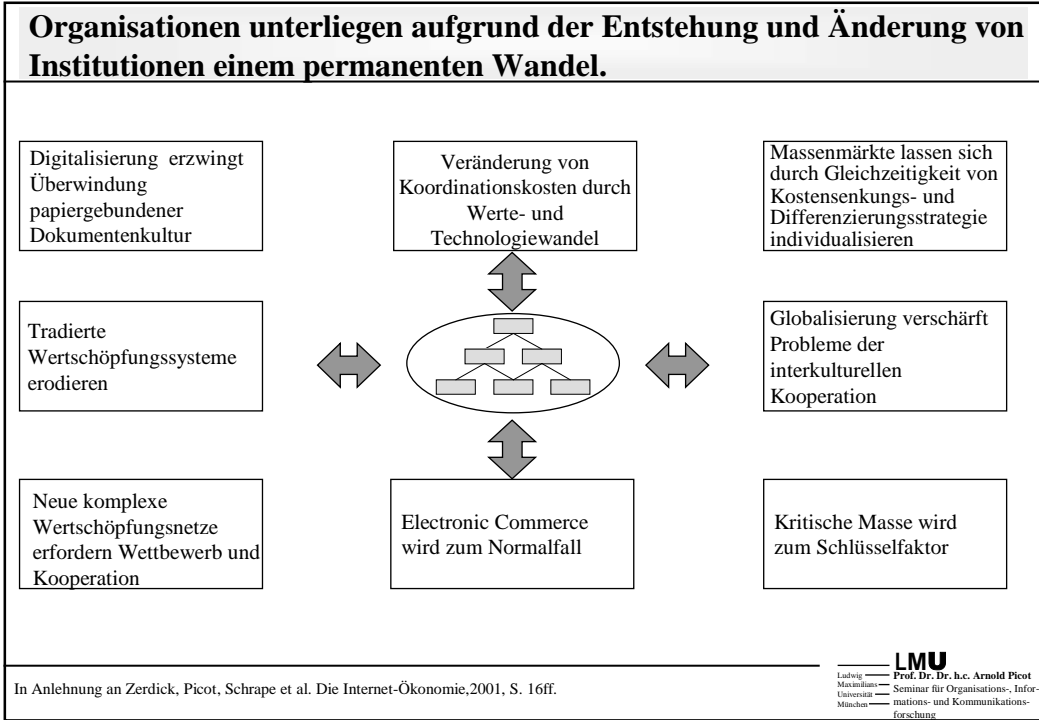 Organisationen unterliegen aufgrund der Entstehung und Änderung von
Institutionen einem permanenten Wandel.
Digitalisierung erzwingt
Überwindung
papiergebundener
Dokumentenkultur
Veränderung von
Koordinationskosten durch
Werte- und
Technologiewandel
Massenmärkte lassen sich
durch Gleichzeitigkeit von
Kostensenkungs- und
Differenzierungsstrategie
individualisieren
Tradierte
Wertschöpfungssysteme
erodieren
Globalisierung verschärft
Probleme der
interkulturellen
Kooperation
Neue komplexe
Wertschöpfungsnetze
erfordern Wettbewerb und
Kooperation
Electronic Commerce
wird zum Normalfall
Kritische Masse wird
zum Schlüsselfaktor
In Anlehnung an Zerdick, Picot, Schrape et al. Die Internet-Ökonomie,2001, S. 16ff.
LMU
Ludwig
Maximilians
Universität
München
Prof. Dr. Dr. h.c. Arnold Picot
Seminar für Organisations-, Infor-
mations- und Kommunikations-
forschung